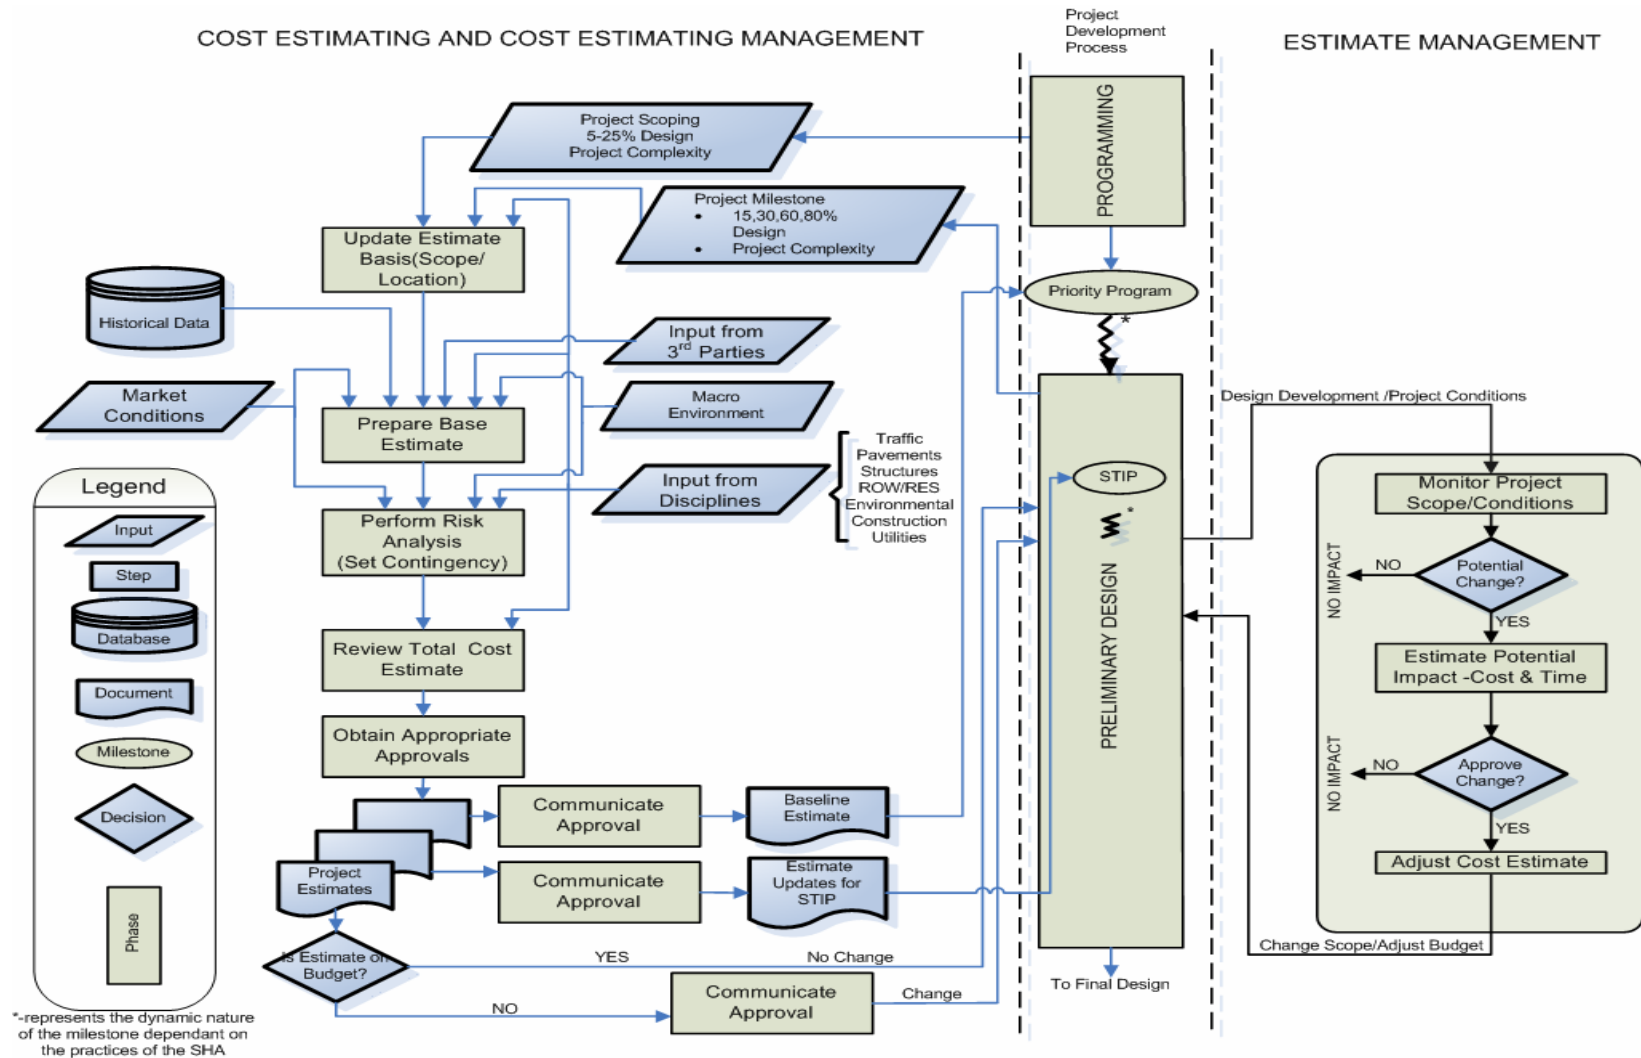 COST ESTIMATING AND COST ESTIMATING MANAGEMENT
Project
Development
Process
ESTIMATE MANAGEMENT
Project Scoping
5-25% Design
Project Complexity
PROGRAMMING
Project Milestone
• 15,30,60,80%
Design
• Project Complexity
Update Estimate
Basis(Scope/
Location)
Historical Data
Priority Program
*
Input from
3rd Parties
Market
Conditions
Macro
Environment
Prepare Base
Estimate
Design Development /Project Conditions
Traffic
Pavements
Structures
ROW/RES
Environmental
Construction
Utilities
Input from
Disciplines
STIP
*
PRELIMINARY DESIGN
Monitor Project
Scope/Conditions
Perform Risk
Analysis
(Set Contingency)
Potential
Change?
NO
NO IMPACT
YES
Estimate Potential
Impact -Cost & Time
Review Total Cost
Estimate
Obtain Appropriate
Approvals
Approve
Change?
NO
NO IMPACT
YES
Adjust Cost Estimate
Communicate
Approval
Baseline
Estimate
Project
Estimates
Communicate
Approval
Estimate
Updates for
STIP
Is Estimate on
Budget?
YES
No Change
Change Scope/Adjust Budget
NO
Communicate
Approval
Change
To Final Design
Legend
Input
Step
Database
Document
Milestone
Decision
Phase
*-represents the dynamic nature
of the milestone dependant on
the practices of the SHA